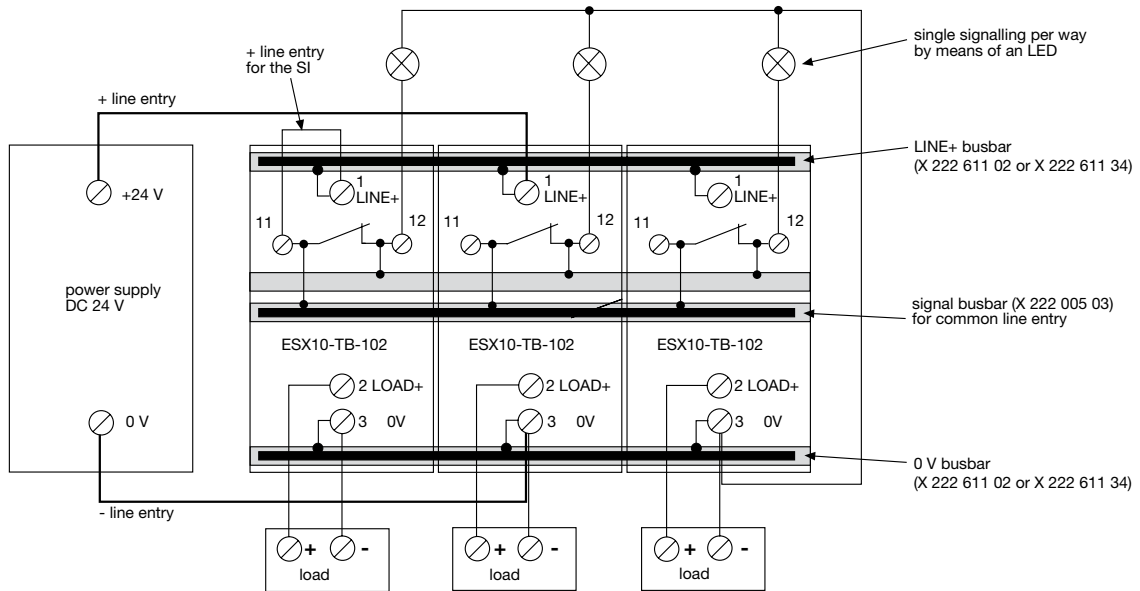 single signalling per way
by means of an LED
+ line entry
for the SI
+ line entry
LINE+ busbar
(X 222 611 02 or X 222 611 34)
+24 V
1
LINE+
1
LINE+
1
LINE+
11
12
11
12
11
12
power supply
DC 24 V
signal busbar (X 222 005 03)
for common line entry
ESX10-TB-102
ESX10-TB-102
ESX10-TB-102
2 LOAD+
2 LOAD+
2 LOAD+
0 V
3 0V
3 0V
3 0V
0 V busbar
(X 222 611 02 or X 222 611 34)
- line entry
+ -
load
+ -
load
+ -
load